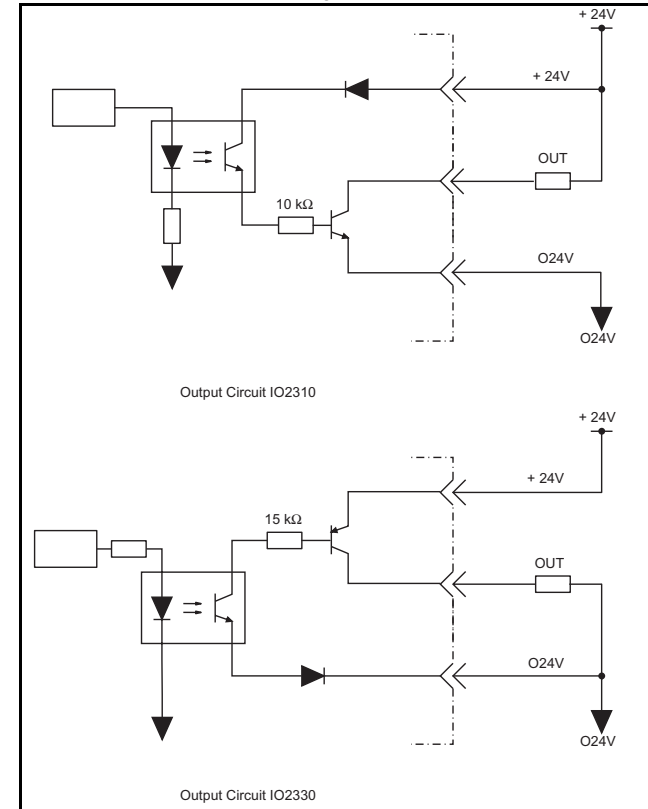 + 24V
+ 24V
OUT
10 kΩ
O24V
O24V
Output Circuit IO2310
+ 24V
+ 24V
15 kΩ
OUT
O24V
O24V
Output Circuit IO2330